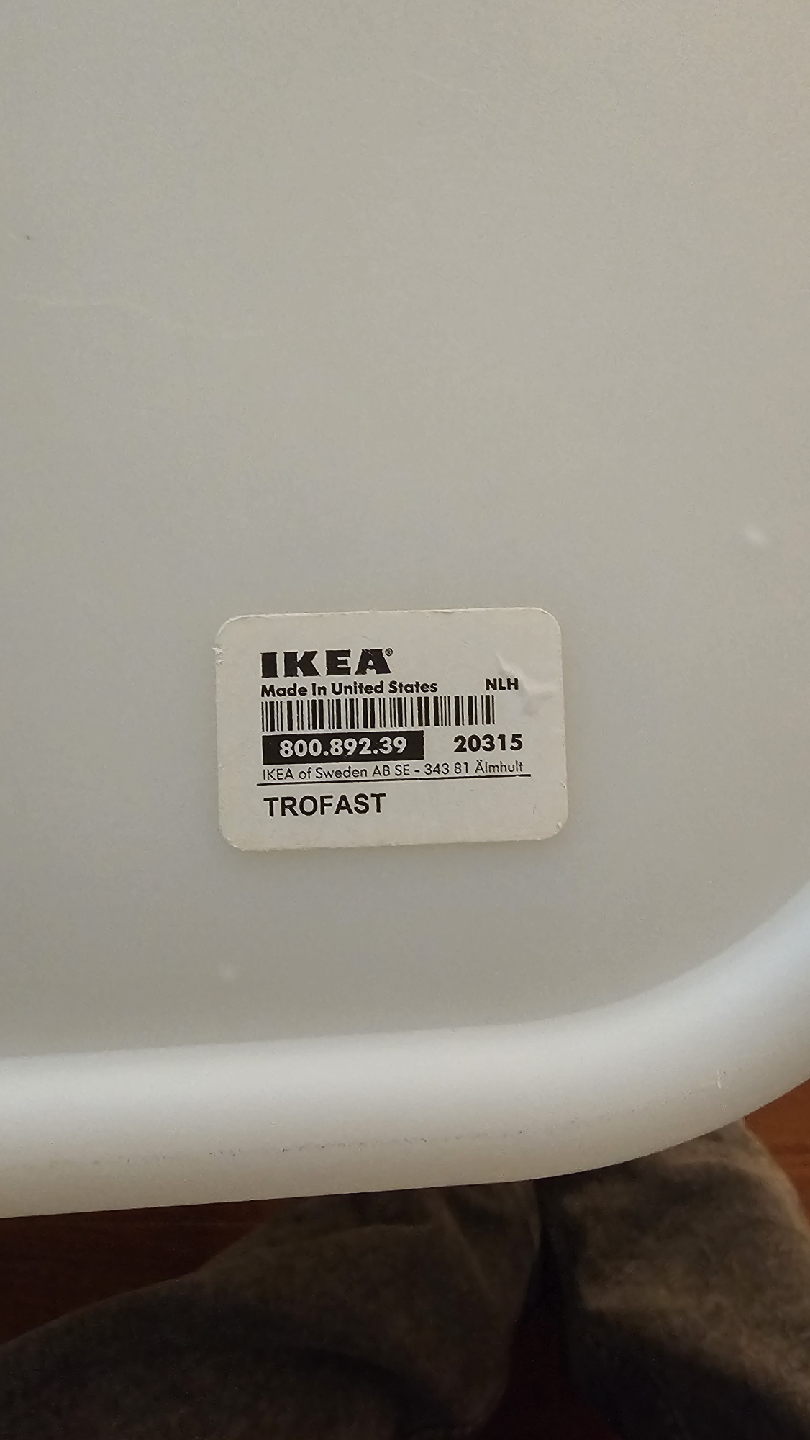 IKEA®
Made In United States NLH
800.892.39 20315
IKEA of Sweden AB SE - 343 81 Älmhult
TROFAST